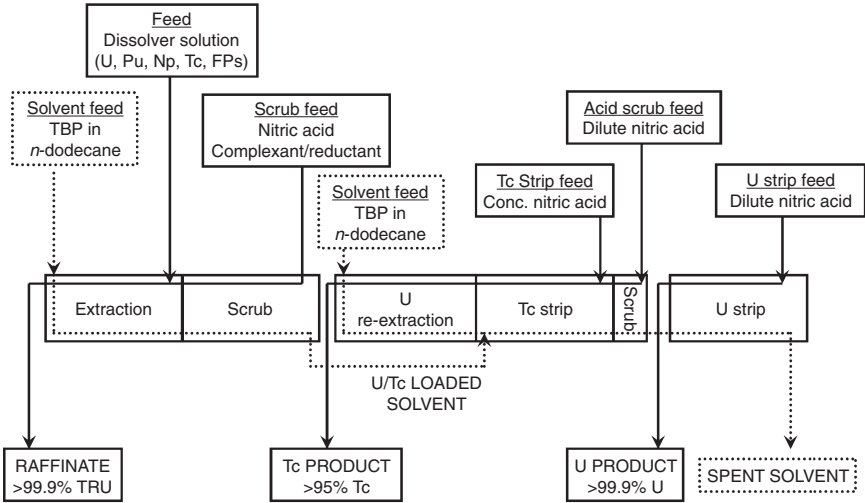 Feed
Dissolver solution
(U, Pu, Np, Tc, FPs)
Solvent feed
TBP in
n-dodecane
Scrub feed
Nitric acid
Complexant/reductant
Solvent feed
TBP in
n-dodecane
Tc Strip feed
Conc. nitric acid
Acid scrub feed
Dilute nitric acid
U strip feed
Dilute nitric acid
Extraction
Scrub
U
re-extraction
Tc strip
Scrub
U strip
U/Tc LOADED
SOLVENT
RAFFINATE
>99.9% TRU
Tc PRODUCT
>95% Tc
U PRODUCT
>99.9% U
SPENT SOLVENT